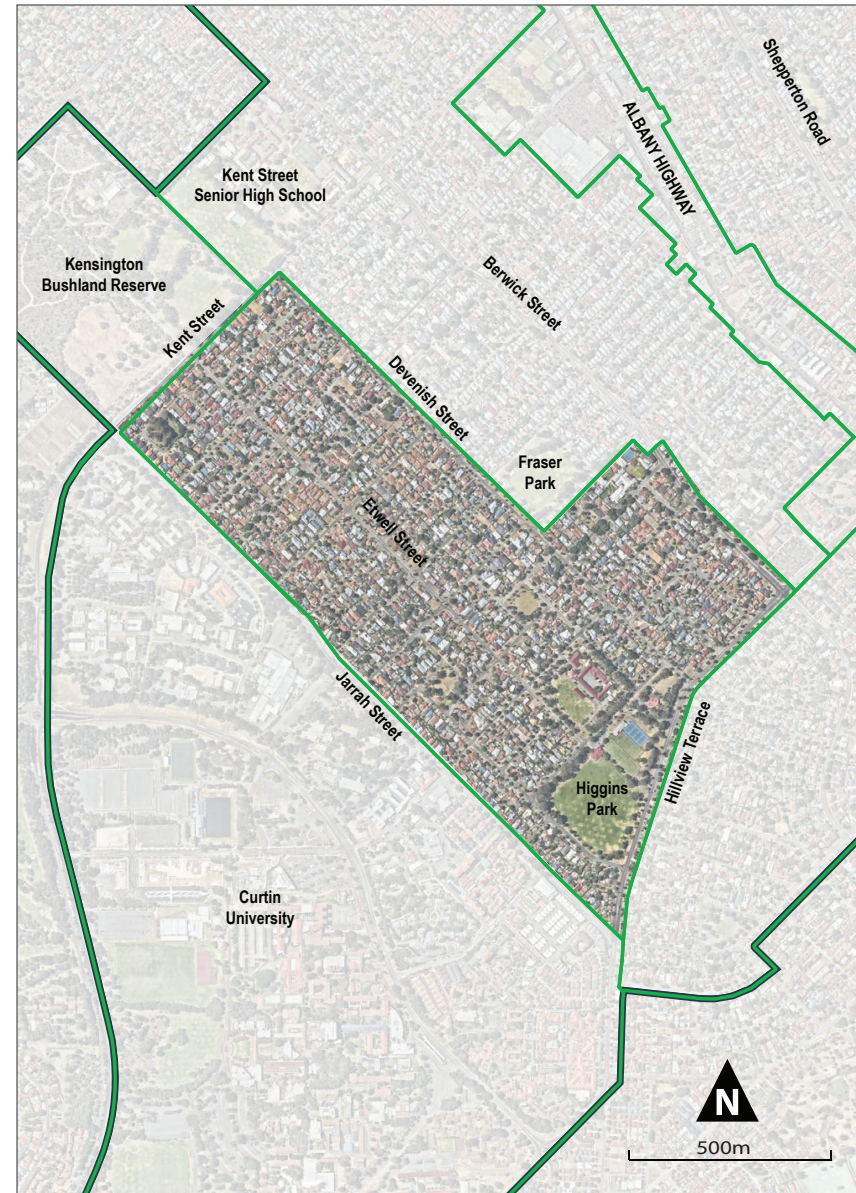 Shepperton Road
ALBANY HIGHWAY
Kent Street
Senior High School
Kensington
Bushland Reserve
Berwick Street
Kent Street
Devenish Street
Fraser
Park
Etwell Street
Jarrah Street
Hillview Terrace
Higgins
Park
Curtin
University
N
500m